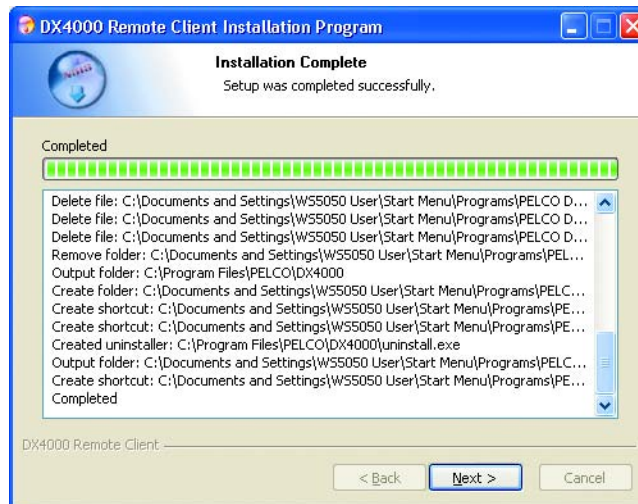 DX4000 Remote Client Installation Program
Installation Complete
Setup was completed successfully.
Completed
Delete file: C:\Documents and Settings\WS5050 User\Start Menu\Programs\PELCO D...
Delete file: C:\Documents and Settings\WS5050 User\Start Menu\Programs\PELCO D...
Delete file: C:\Documents and Settings\WS5050 User\Start Menu\Programs\PELCO D...
Remove folder: C:\Documents and Settings\WS5050 User\Start Menu\Programs\PEL...
Output folder: C:\Program Files\PELCO\DX4000
Create folder: C:\Documents and Settings\WS5050 User\Start Menu\Programs\PELC...
Create shortcut: C:\Documents and Settings\WS5050 User\Start Menu\Programs\PE...
Create shortcut: C:\Documents and Settings\WS5050 User\Start Menu\Programs\PE...
Created uninstaller: C:\Program Files\PELCO\DX4000\uninstall.exe
Output folder: C:\Documents and Settings\WS5050 User\Start Menu\Programs\PELC...
Create shortcut: C:\Documents and Settings\WS5050 User\Start Menu\Programs\PE...
Completed
DX4000 Remote Client
< Back
Next >
Cancel